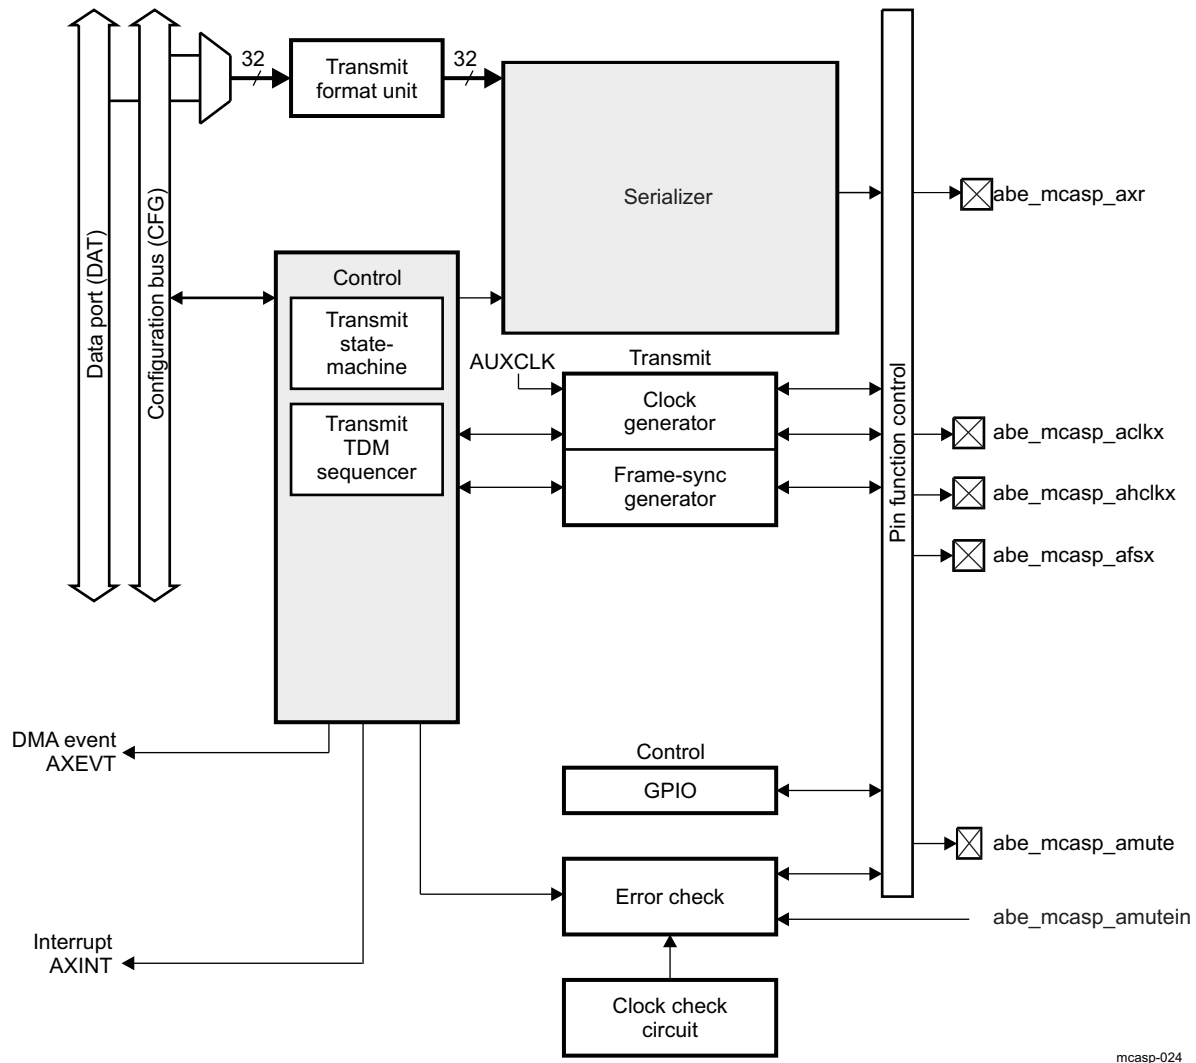 32
32
Transmit
format unit
Serializer
abe_mcasp_axr
Data port (DAT)
Configuration bus (CFG)
Control
Transmit
state-
machine
Transmit
TDM
sequencer
AUXCLK
Transmit
Clock
generator
Frame-sync
generator
Pin function control
abe_mcasp_aclkx
abe_mcasp_ahclkx
abe_mcasp_afsx
DMA event
AXEVT
Control
GPIO
abe_mcasp_amute
Error check
abe_mcasp_amutein
Interrupt
AXINT
Clock check
circuit
mcasp-024